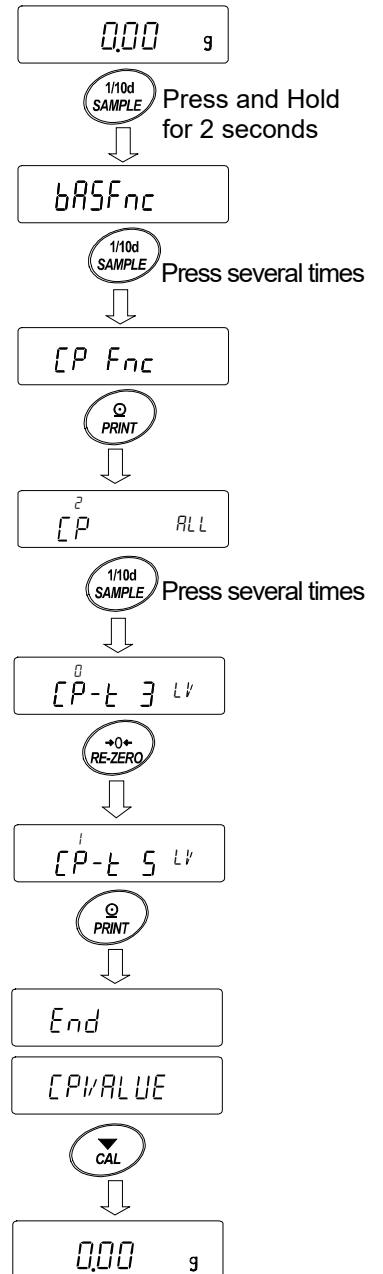 0.00 g
1/10d
SAMPLE
Press and Hold
for 2 seconds
bASFnc
1/10d
SAMPLE
Press several times
CP Fnc
PRINT
2
CP ALL
1/10d
SAMPLE
Press several times
0
CP-t 3 LV
→0←
RE-ZERO
1
CP-t 5 LV
PRINT
End
CPVALUE
CAL
0.00 g